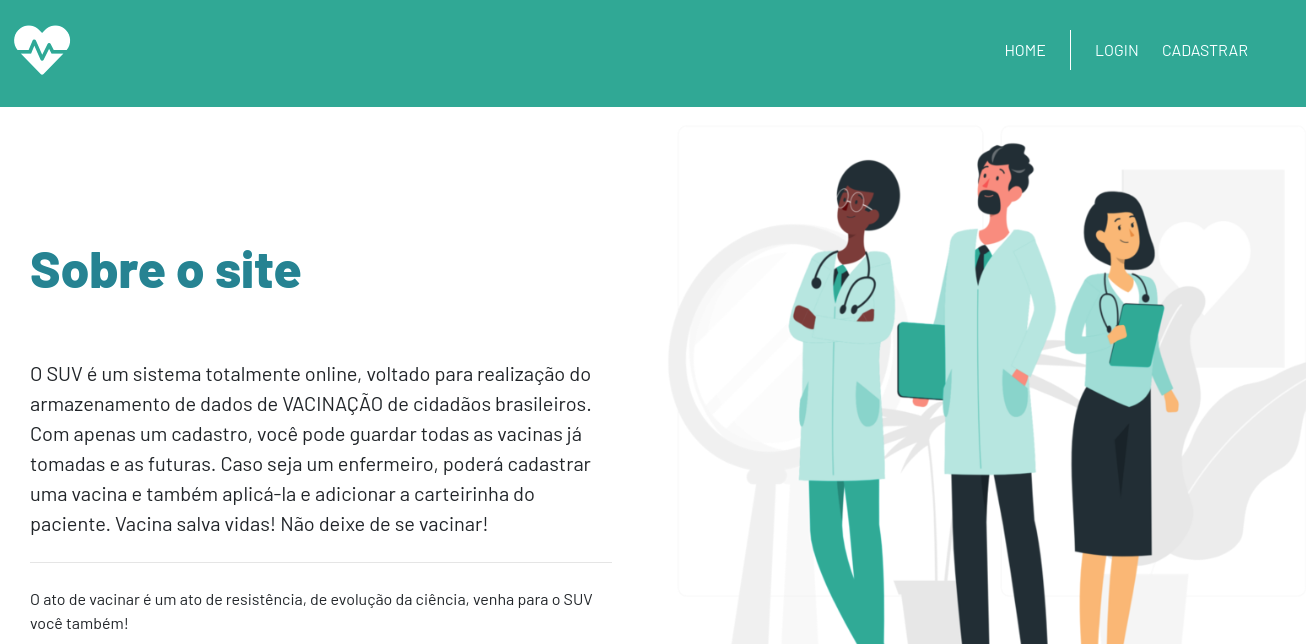 HOME
LOGIN
CADASTRAR
Sobre o site
O SUV é um sistema totalmente online, voltado para realização do
armazenamento de dados de VACINAÇÃO de cidadãos brasileiros.
Com apenas um cadastro, você pode guardar todas as vacinas já
tomadas e as futuras. Caso seja um enfermeiro, poderá cadastrar
uma vacina e também aplicá-la e adicionar a carteirinha do
paciente. Vacina salva vidas! Não deixe de se vacinar!
O ato de vacinar é um ato de resistência, de evolução da ciência, venha para o SUV
você também!